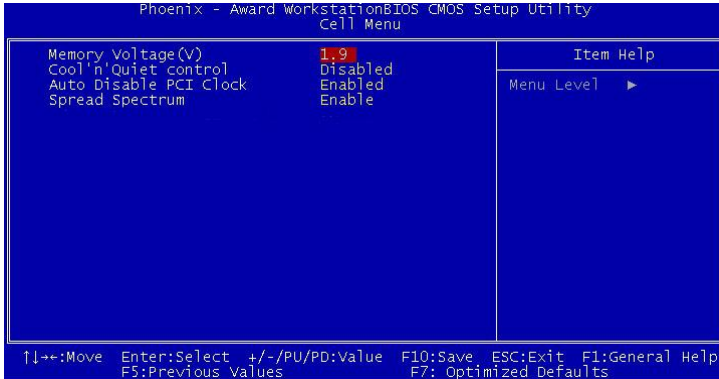 Phoenix - Award WorkstationBIOS CMOS Setup Utility
Cell Menu
Memory Voltage(V) 1.9
Cool'n'Quiet control Disabled
Auto Disable PCI Clock Enabled
Spread Spectrum Enable
Item Help
Menu Level ►
↑↓→←:Move Enter:Select +/-/PU/PD:Value F10:Save ESC:Exit F1:General Help
F5:Previous Values F7: Optimized Defaults